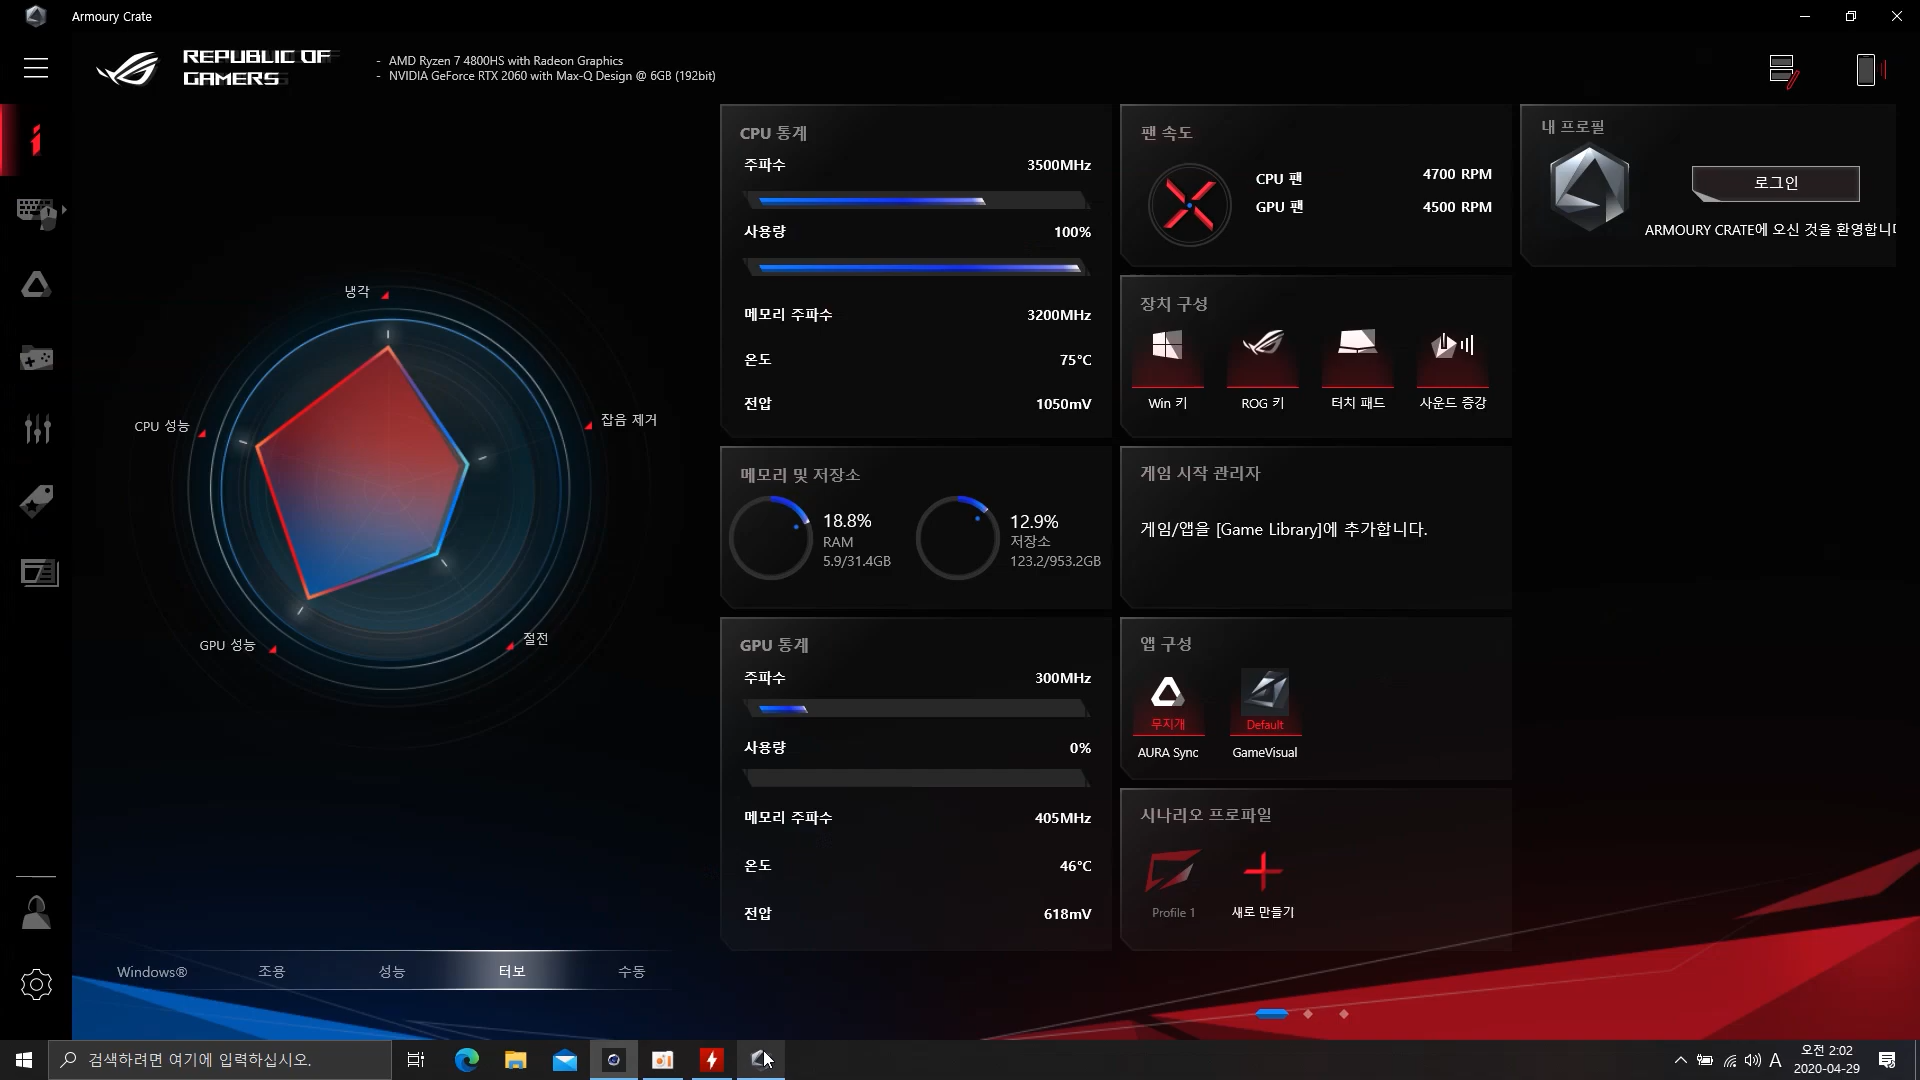 Armoury Crate
REPUBLIC OF
GAMERS
- AMD Ryzen 7 4800HS with Radeon Graphics
- NVIDIA GeForce RTX 2060 with Max-Q Design @ 6GB (192bit)
냉각
CPU 성능
잡음 제거
GPU 성능
절전
Windows®
조용
성능
터보
수동
CPU 통계
주파수 3500MHz
사용량 100%
메모리 주파수 3200MHz
온도 75°C
전압 1050mV
메모리 및 저장소
18.8%
RAM
5.9/31.4GB
12.9%
저장소
123.2/953.2GB
GPU 통계
주파수 300MHz
사용량 0%
메모리 주파수 405MHz
온도 46°C
전압 618mV
팬 속도
CPU 팬 4700 RPM
GPU 팬 4500 RPM
장치 구성
Win 키
ROG 키
터치 패드
사운드 증강
게임 시작 관리자
게임/앱을 [Game Library]에 추가합니다.
앱 구성
무지개
AURA Sync
Default
GameVisual
시나리오 프로파일
Profile 1
새로 만들기
내 프로필
로그인
ARMOURY CRATE에 오신 것을 환영합니
검색하려면 여기에 입력하십시오.
A
오전 2:02
2020-04-29